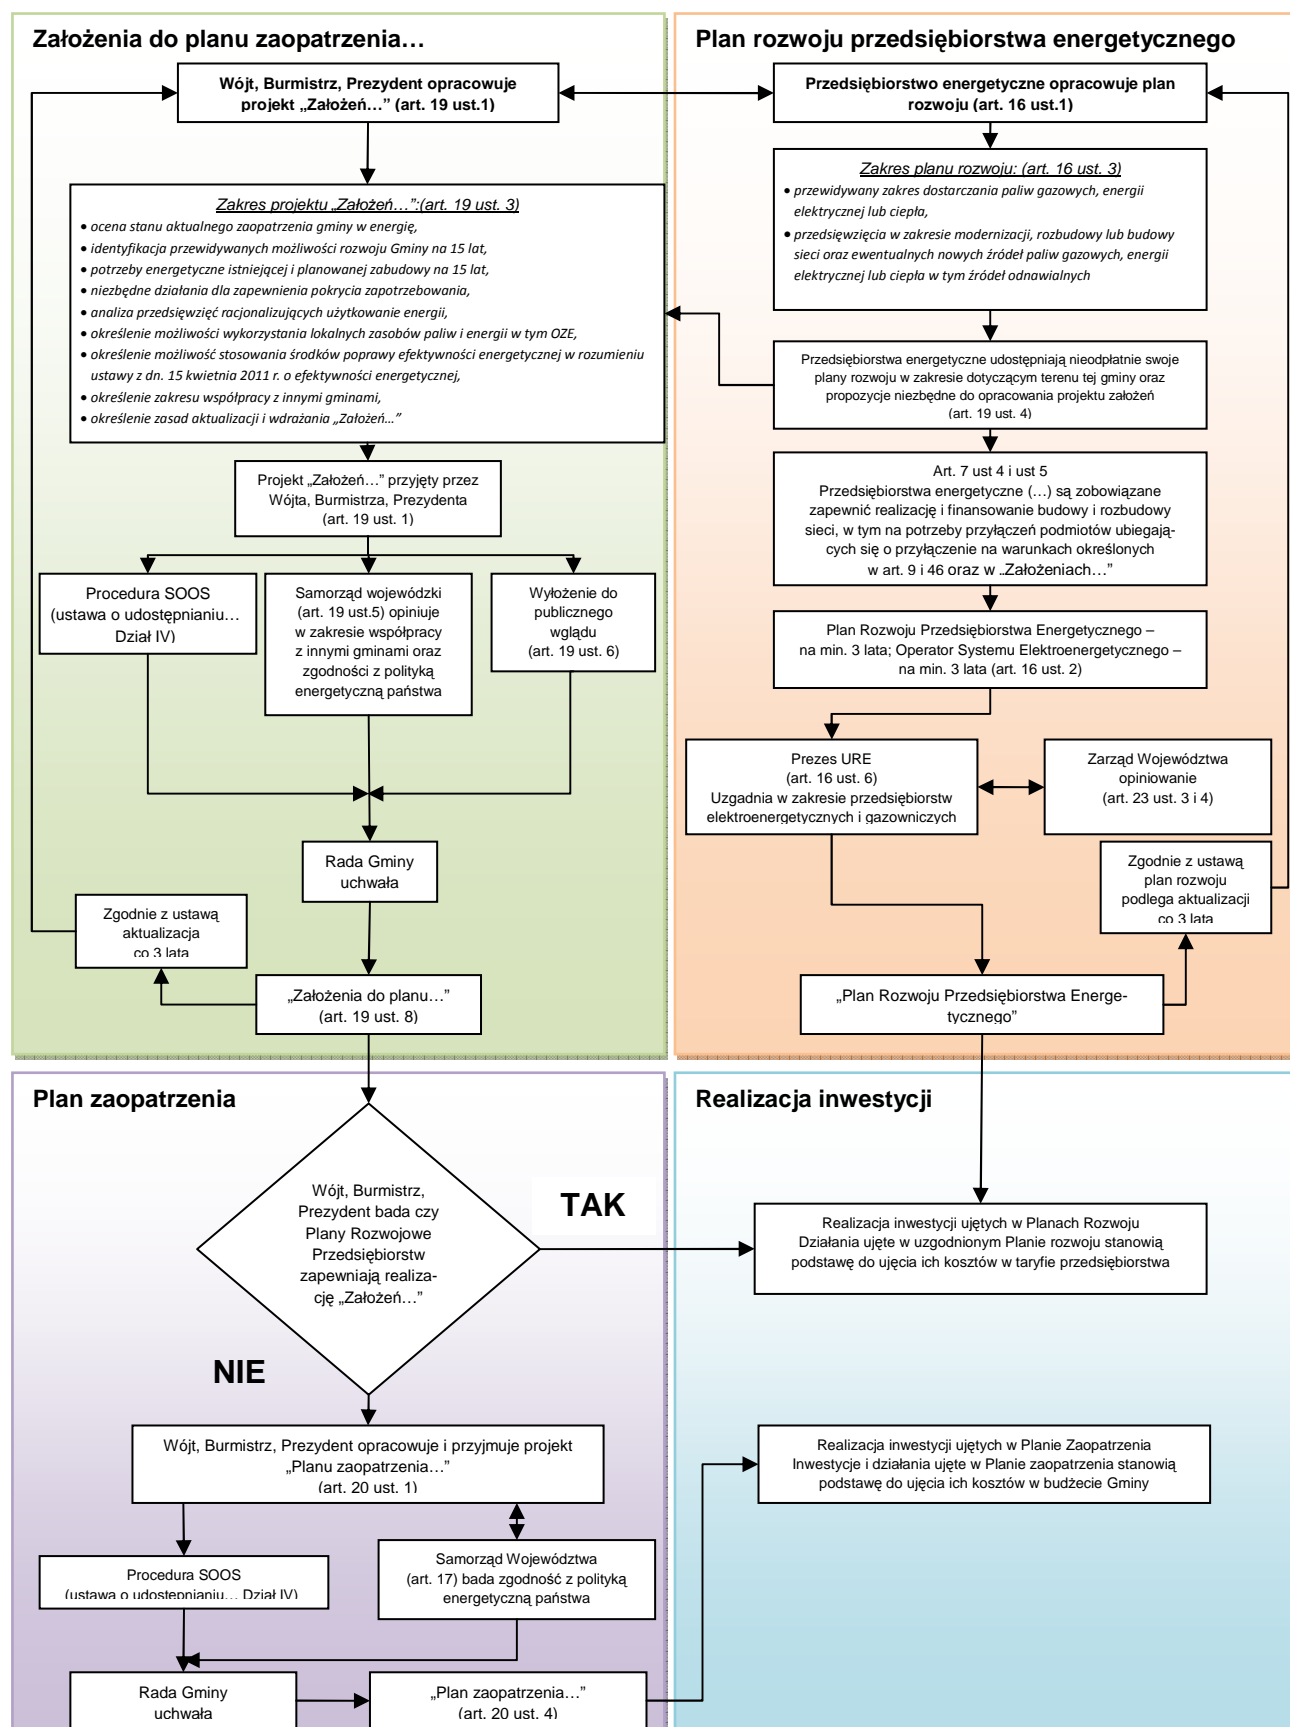 Założenia do planu zaopatrzenia…
Wójt, Burmistrz, Prezydent opracowuje
projekt „Założeń…” (art. 19 ust.1)
Zakres projektu „Założeń…”:(art. 19 ust. 3)
• ocena stanu aktualnego zaopatrzenia gminy w energię,
• identyfikacja przewidywanych możliwości rozwoju Gminy na 15 lat,
• potrzeby energetyczne istniejącej i planowanej zabudowy na 15 lat,
• niezbędne działania dla zapewnienia pokrycia zapotrzebowania,
• analiza przedsięwzięć racjonalizujących użytkowanie energii,
• określenie możliwości wykorzystania lokalnych zasobów paliw i energii w tym OZE,
• określenie możliwość stosowania środków poprawy efektywności energetycznej w rozumieniu
ustawy z dn. 15 kwietnia 2011 r. o efektywności energetycznej,
• określenie zakresu współpracy z innymi gminami,
• określenie zasad aktualizacji i wdrażania „Założeń…”
Projekt „Założeń…” przyjęty przez
Wójta, Burmistrza, Prezydenta
(art. 19 ust. 1)
Procedura SOOS
(ustawa o udostępnianiu…
Dział IV)
Samorząd wojewódzki
(art. 19 ust.5) opiniuje
w zakresie współpracy
z innymi gminami oraz
zgodności z polityką
energetyczną państwa
Wyłożenie do
publicznego
wglądu
(art. 19 ust. 6)
Rada Gminy
uchwała
Zgodnie z ustawą
aktualizacja
co 3 lata
„Założenia do planu…”
(art. 19 ust. 8)
Plan rozwoju przedsiębiorstwa energetycznego
Przedsiębiorstwo energetyczne opracowuje plan
rozwoju (art. 16 ust.1)
Zakres planu rozwoju: (art. 16 ust. 3)
• przewidywany zakres dostarczania paliw gazowych, energii
elektrycznej lub ciepła,
• przedsięwzięcia w zakresie modernizacji, rozbudowy lub budowy
sieci oraz ewentualnych nowych źródeł paliw gazowych, energii
elektrycznej lub ciepła w tym źródeł odnawialnych
Przedsiębiorstwa energetyczne udostępniają nieodpłatnie swoje
plany rozwoju w zakresie dotyczącym terenu tej gminy oraz
propozycje niezbędne do opracowania projektu założeń
(art. 19 ust. 4)
Art. 7 ust 4 i ust 5
Przedsiębiorstwa energetyczne (…) są zobowiązane
zapewnić realizację i finansowanie budowy i rozbudowy
sieci, w tym na potrzeby przyłączeń podmiotów ubiegają-
cych się o przyłączenie na warunkach określonych
w art. 9 i 46 oraz w „Założeniach…”
Plan Rozwoju Przedsiębiorstwa Energetycznego –
na min. 3 lata; Operator Systemu Elektroenergetycznego –
na min. 3 lata (art. 16 ust. 2)
Prezes URE
(art. 16 ust. 6)
Uzgadnia w zakresie przedsiębiorstw
elektroenergetycznych i gazowniczych
Zarząd Województwa
opiniowanie
(art. 23 ust. 3 i 4)
Zgodnie z ustawą
plan rozwoju
podlega aktualizacji
co 3 lata
„Plan Rozwoju Przedsiębiorstwa Energe-
tycznego”
Plan zaopatrzenia
Wójt, Burmistrz,
Prezydent bada czy
Plany Rozwojowe
Przedsiębiorstw
zapewniają realiza-
cję „Założeń…”
TAK
NIE
Wójt, Burmistrz, Prezydent opracowuje i przyjmuje projekt
„Planu zaopatrzenia…”
(art. 20 ust. 1)
Procedura SOOS
(ustawa o udostępnianiu… Dział IV)
Samorząd Województwa
(art. 17) bada zgodność z polityką
energetyczną państwa
Rada Gminy
uchwała
„Plan zaopatrzenia…”
(art. 20 ust. 4)
Realizacja inwestycji
Realizacja inwestycji ujętych w Planach Rozwoju
Działania ujęte w uzgodnionym Planie rozwoju stanowią
podstawę do ujęcia ich kosztów w taryfie przedsiębiorstwa
Realizacja inwestycji ujętych w Planie Zaopatrzenia
Inwestycje i działania ujęte w Planie zaopatrzenia stanowią
podstawę do ujęcia ich kosztów w budżecie Gminy